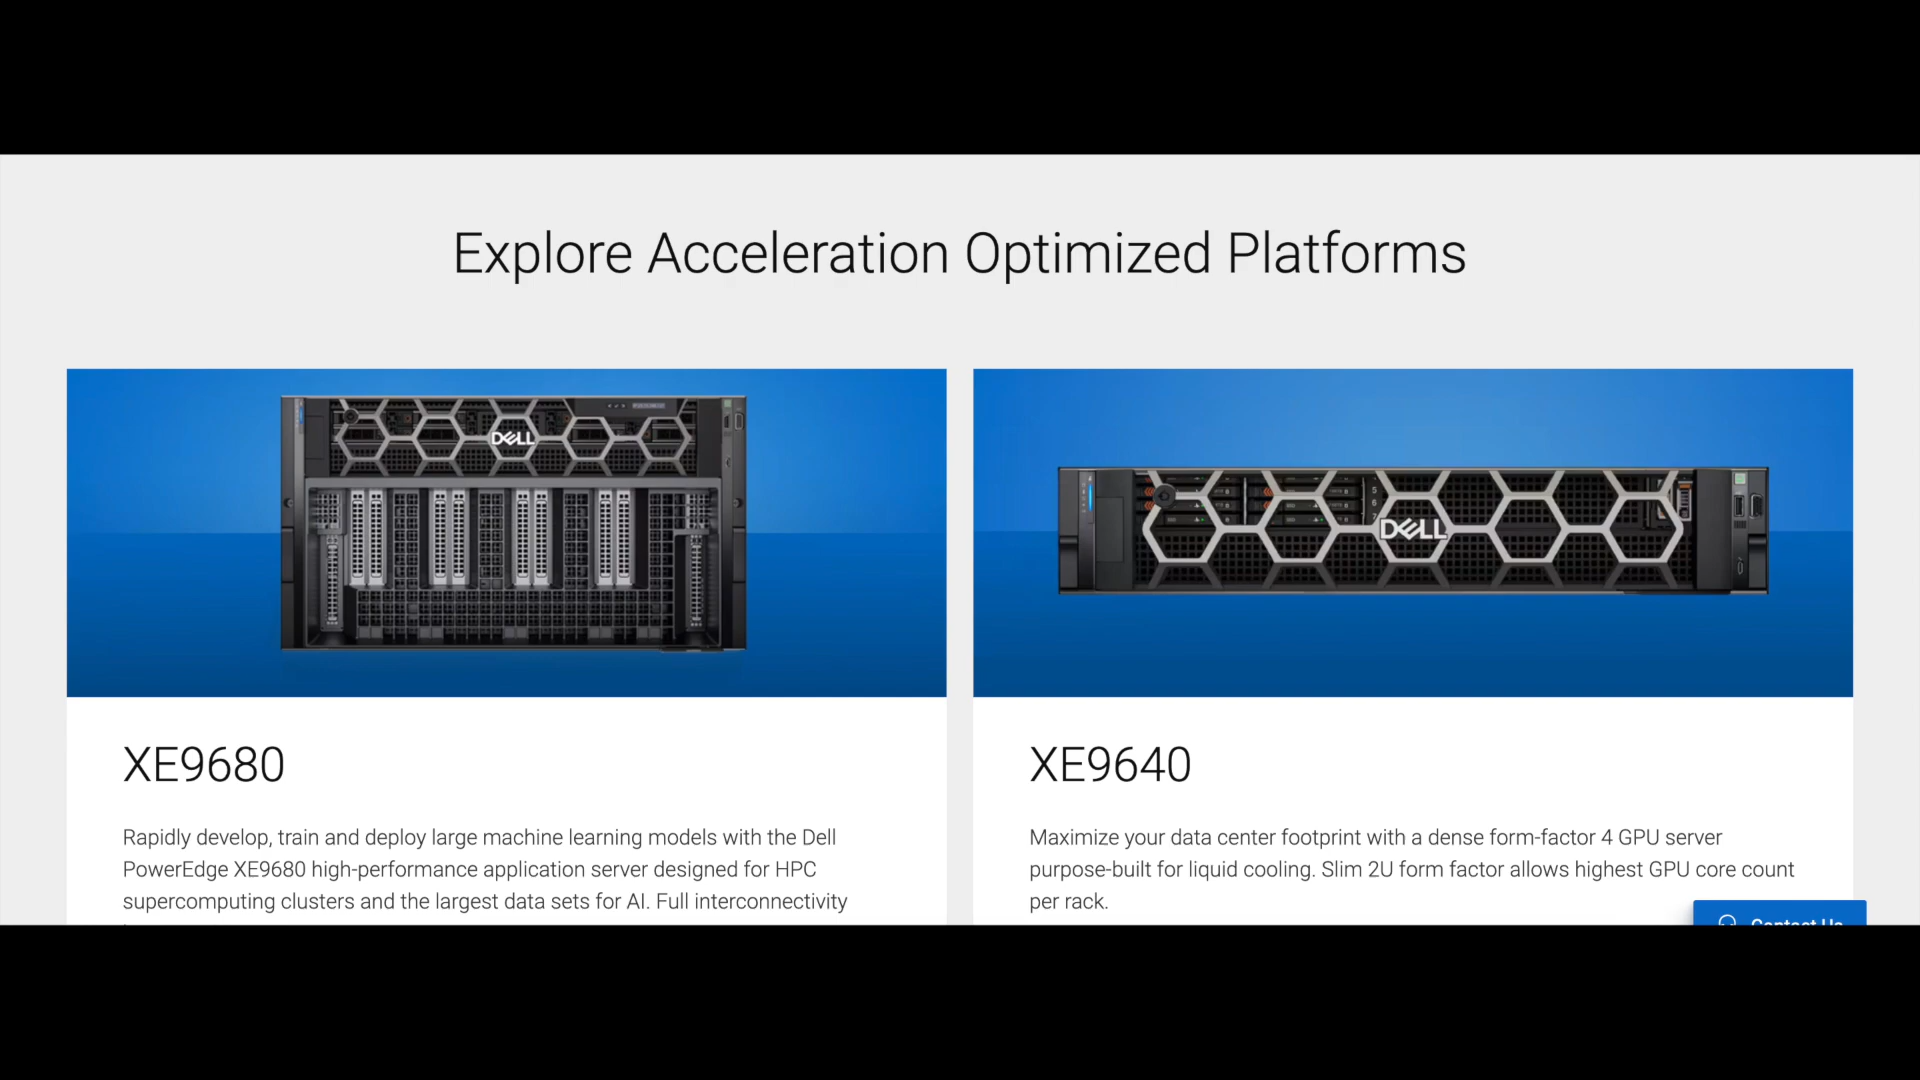 Explore Acceleration Optimized Platforms
DELL
DELL
XE9680
Rapidly develop, train and deploy large machine learning models with the Dell
PowerEdge XE9680 high-performance application server designed for HPC
supercomputing clusters and the largest data sets for AI. Full interconnectivity
XE9640
Maximize your data center footprint with a dense form-factor 4 GPU server
purpose-built for liquid cooling. Slim 2U form factor allows highest GPU core count
per rack.
Contact Us